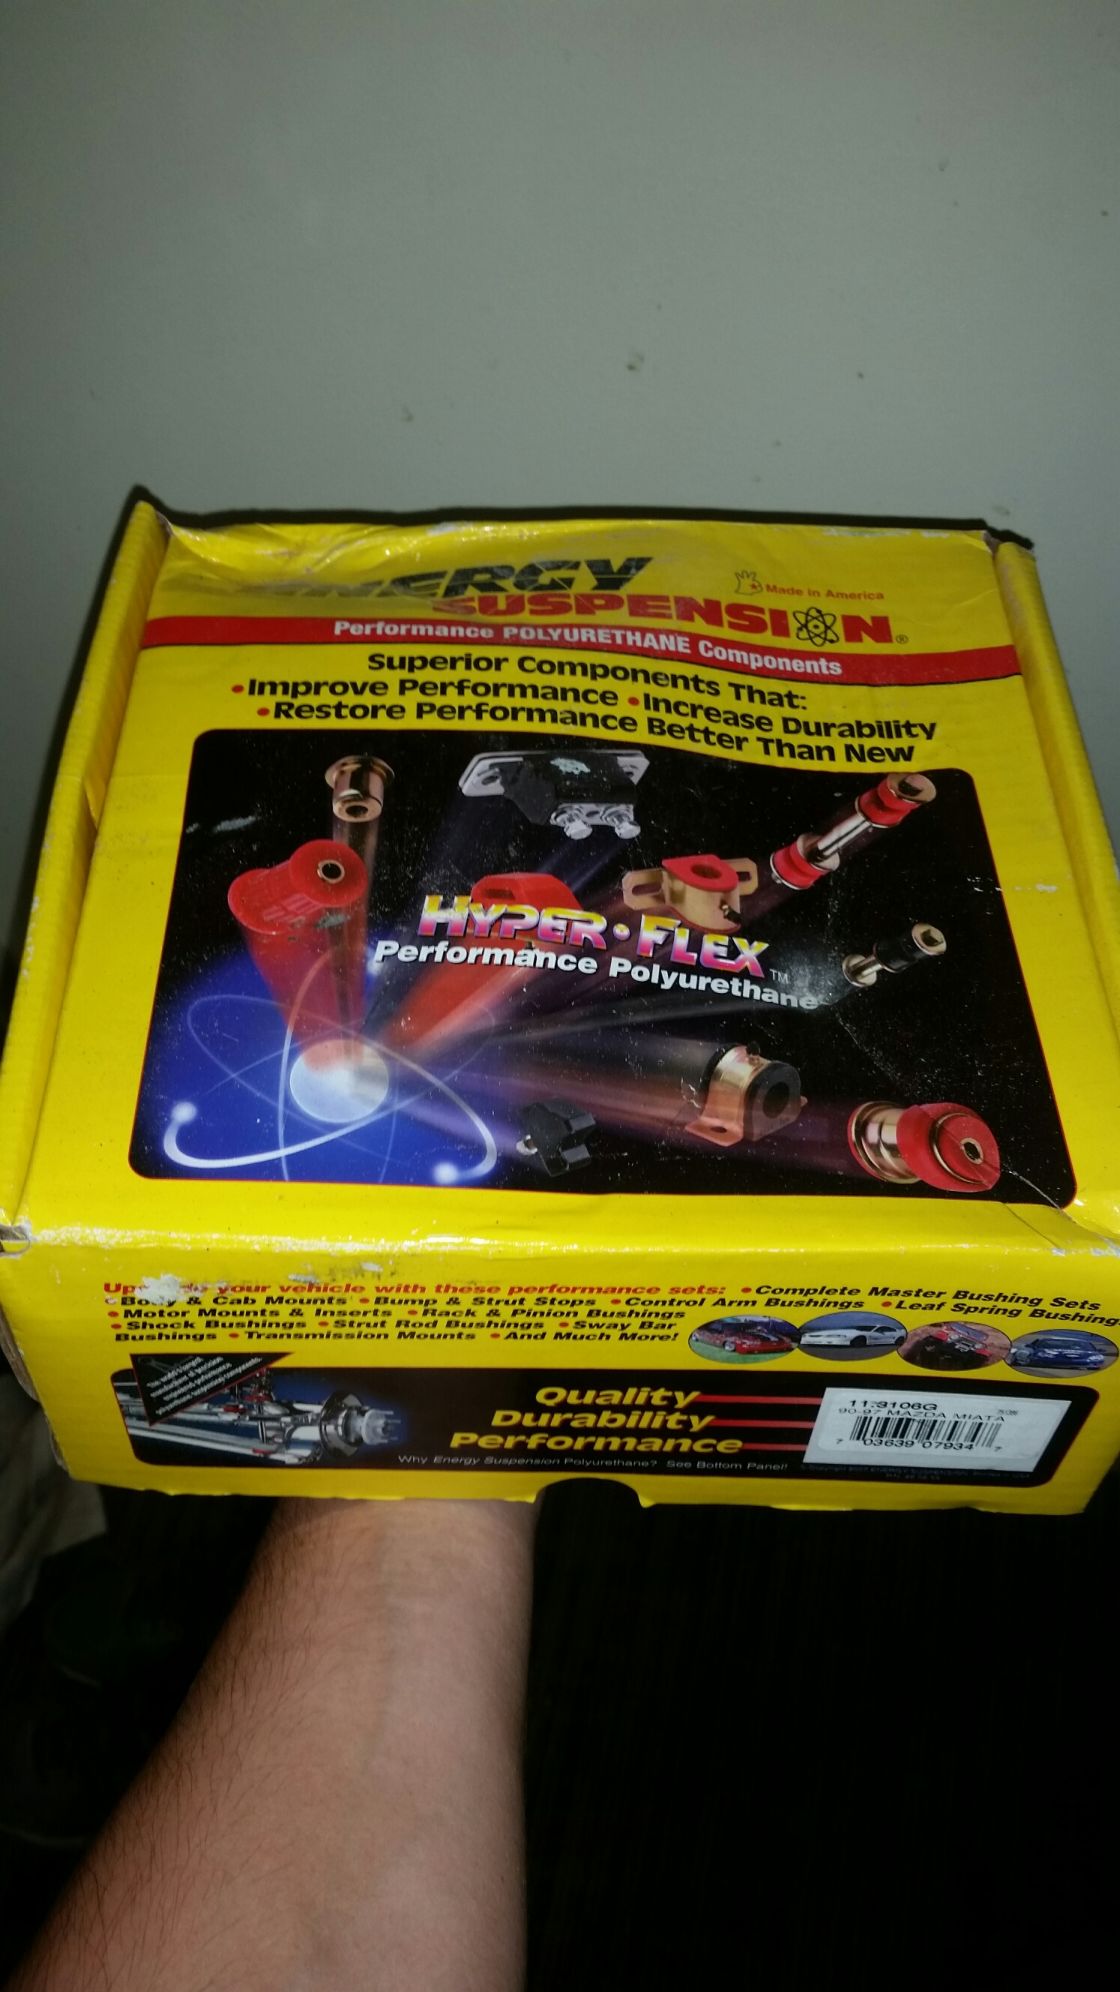 ENERGY
SUSPENSION®
Made in America
Performance POLYURETHANE Components
Superior Components That:
•Improve Performance •Increase Durability
•Restore Performance Better Than New
HYPER•FLEX
Performance Polyurethane™
your vehicle with these performance sets: •Complete Master Bushing Sets
•Body & Cab Mounts •Bump & Strut Stops •Control Arm Bushings •Leaf Spring Bushings
•Motor Mounts & Inserts •Rack & Pinion Bushings
•Shock Bushings •Strut Rod Bushings •Sway Bar
Bushings •Transmission Mounts •And Much More!
Quality
Durability
Performance
Why Energy Suspension Polyurethane? See Bottom Panel!
11.3106G
90-97 MAZDA MIATA
7 03639 07934 7